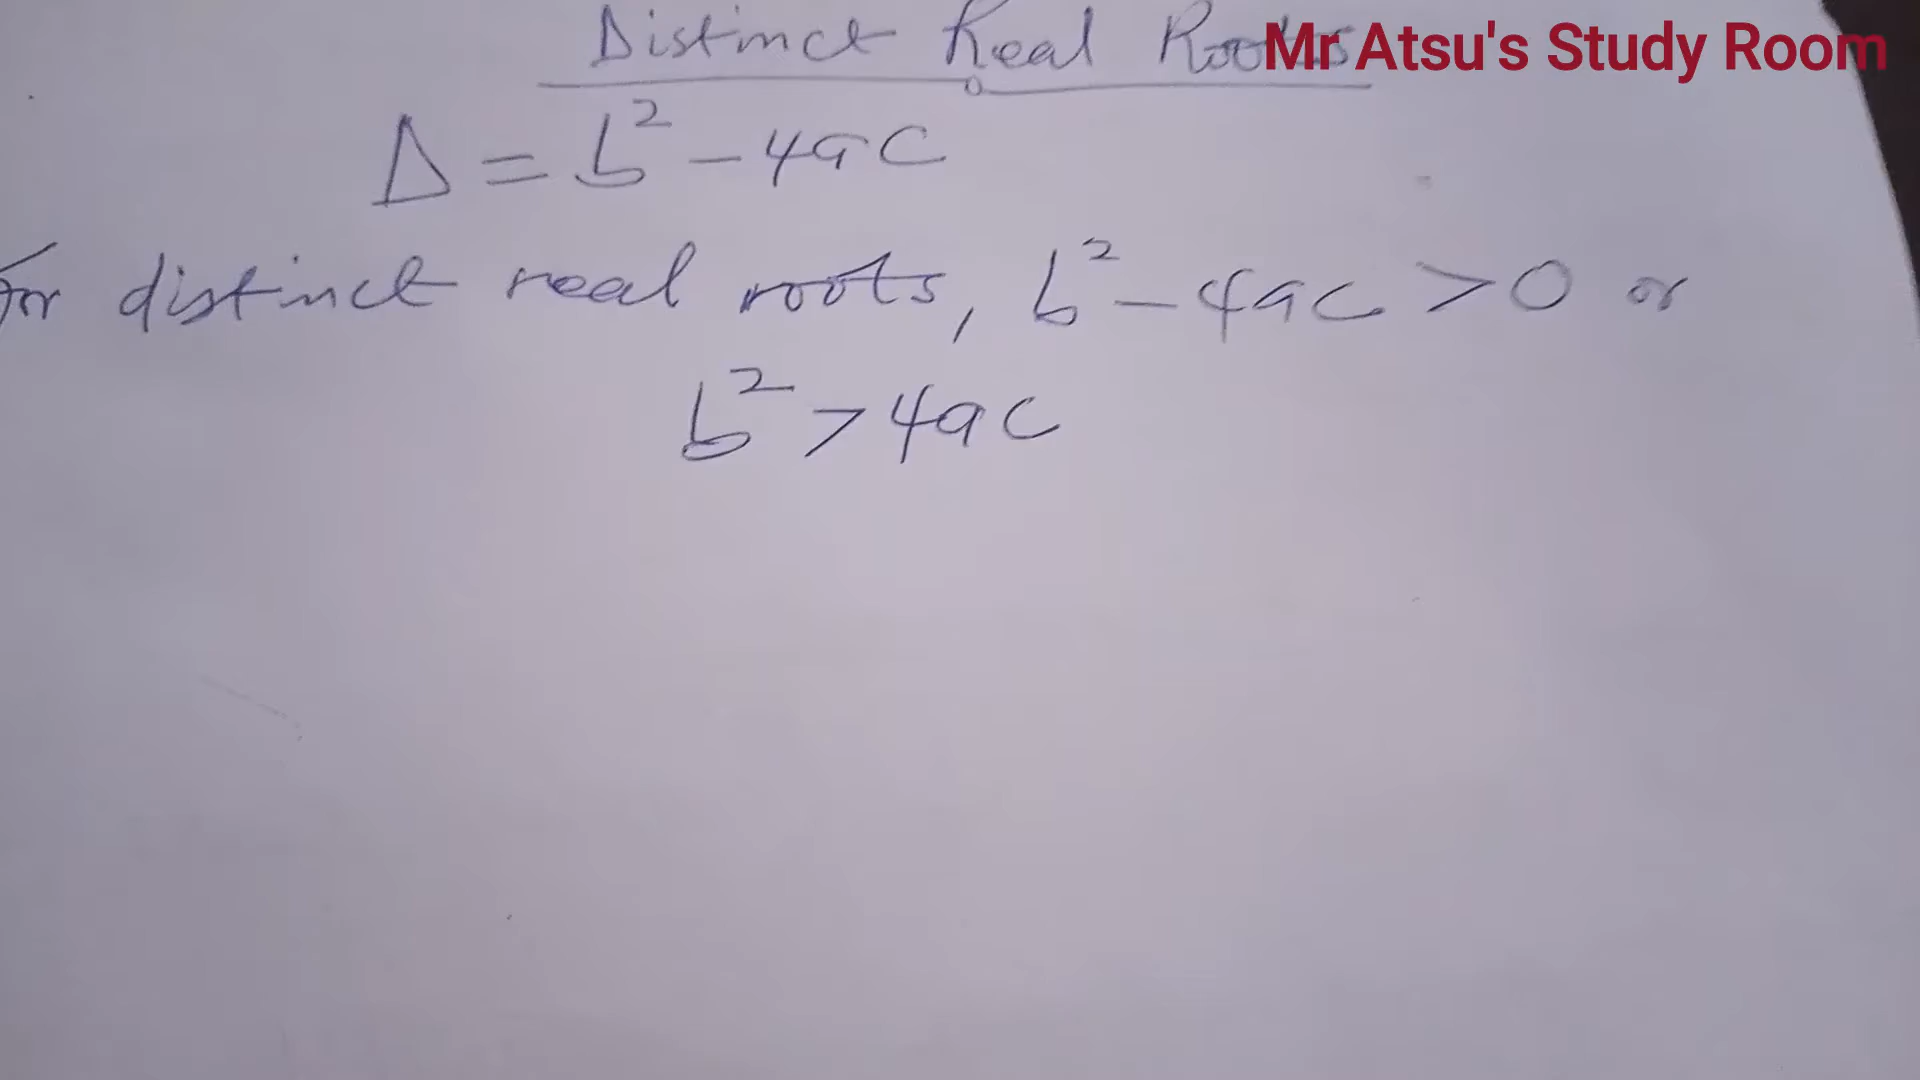 Distinct Real Roots
Mr Atsu's Study Room
Δ = b² - 4ac
For distinct real roots, b² - 4ac > 0 or
b² > 4ac